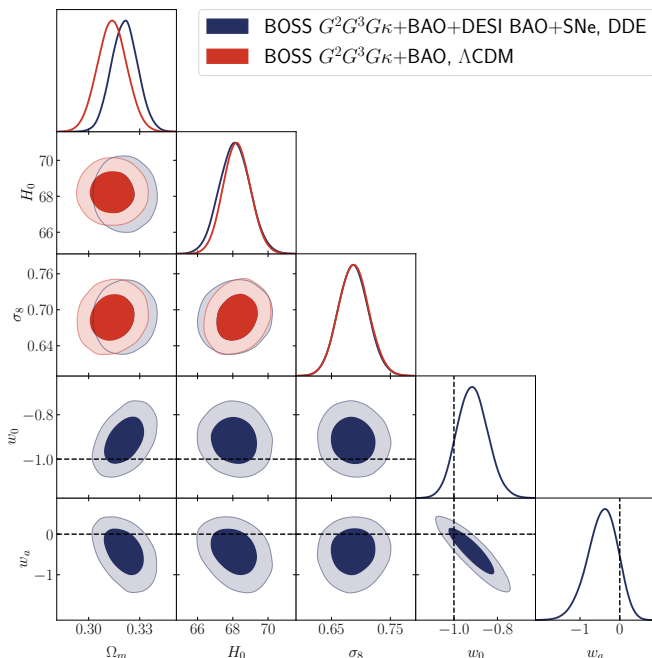 BOSS G²G³Gκ+BAO+DESI BAO+SNe, DDE
BOSS G²G³Gκ+BAO, ΛCDM
H₀
70
68
66
σ₈
0.76
0.70
0.64
w₀
−0.8
−1.0
wₐ
0
−1
0.30 0.33 66 68 70 0.65 0.75 −1.0 −0.8 −1 0
Ωₘ H₀ σ₈ w₀ wₐ